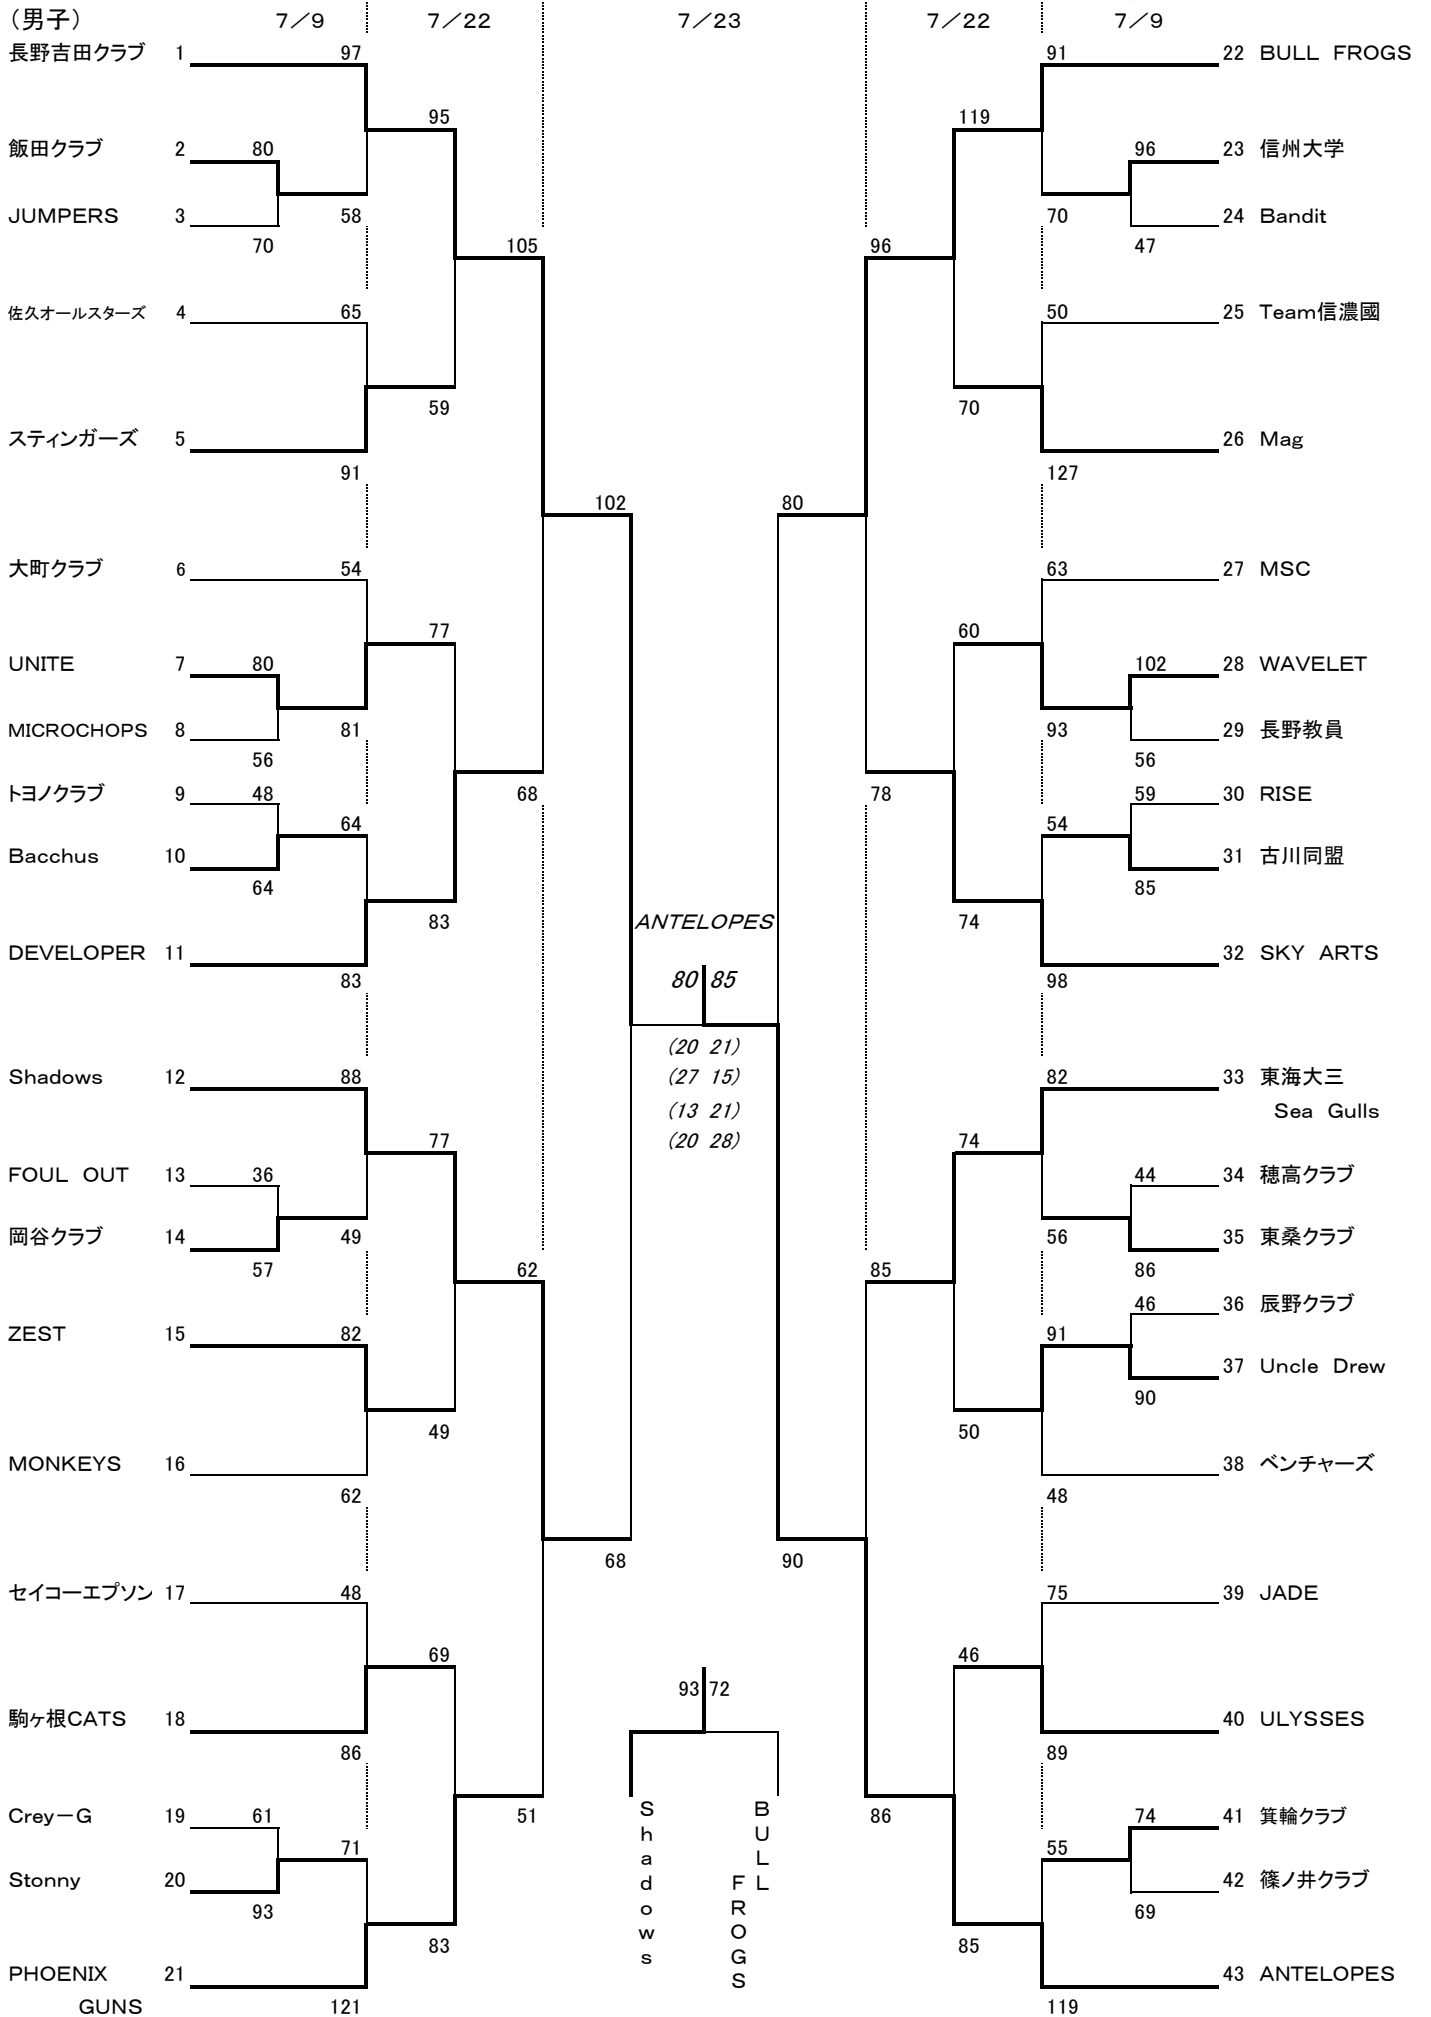 （男子） 7／9 7／22 7／23 7／22 7／9
長野吉田クラブ 1 97 91 22 BULL FROGS
95 119
飯田クラブ 2 80 96 23 信州大学
JUMPERS 3 58 70 24 Bandit
70 105 96 47
佐久オールスターズ 4 65 50 25 Team信濃國
59 70
スティンガーズ 5 26 Mag
91 127
102 80
大町クラブ 6 54 63 27 MSC
77 60
UNITE 7 80 102 28 WAVELET
MICROCHOPS 8 81 93 29 長野教員
56 56
トヨノクラブ 9 48 68 78 59 30 RISE
64 54
Bacchus 10 31 古川同盟
64 85
83 ANTELOPES 74
DEVELOPER 11 32 SKY ARTS
83 80 85 98
(20 21)
Shadows 12 88 (27 15) 82 33 東海大三
(13 21) Sea Gulls
77 (20 28) 74
FOUL OUT 13 36 44 34 穂高クラブ
岡谷クラブ 14 49 56 35 東桑クラブ
57 62 85 86
46 36 辰野クラブ
ZEST 15 82 91
37 Uncle Drew
90
49 50
MONKEYS 16 38 ベンチャーズ
62 48
68 90
セイコーエプソン 17 48 75 39 JADE
69 46
93 72
駒ヶ根CATS 18 40 ULYSSES
86 89
Shadows BULL FROGS
Crey－G 19 61 51 86 74 41 箕輪クラブ
71 55
Stonny 20 42 篠ノ井クラブ
93 69
83 85
PHOENIX 21 43 ANTELOPES
GUNS 121 119